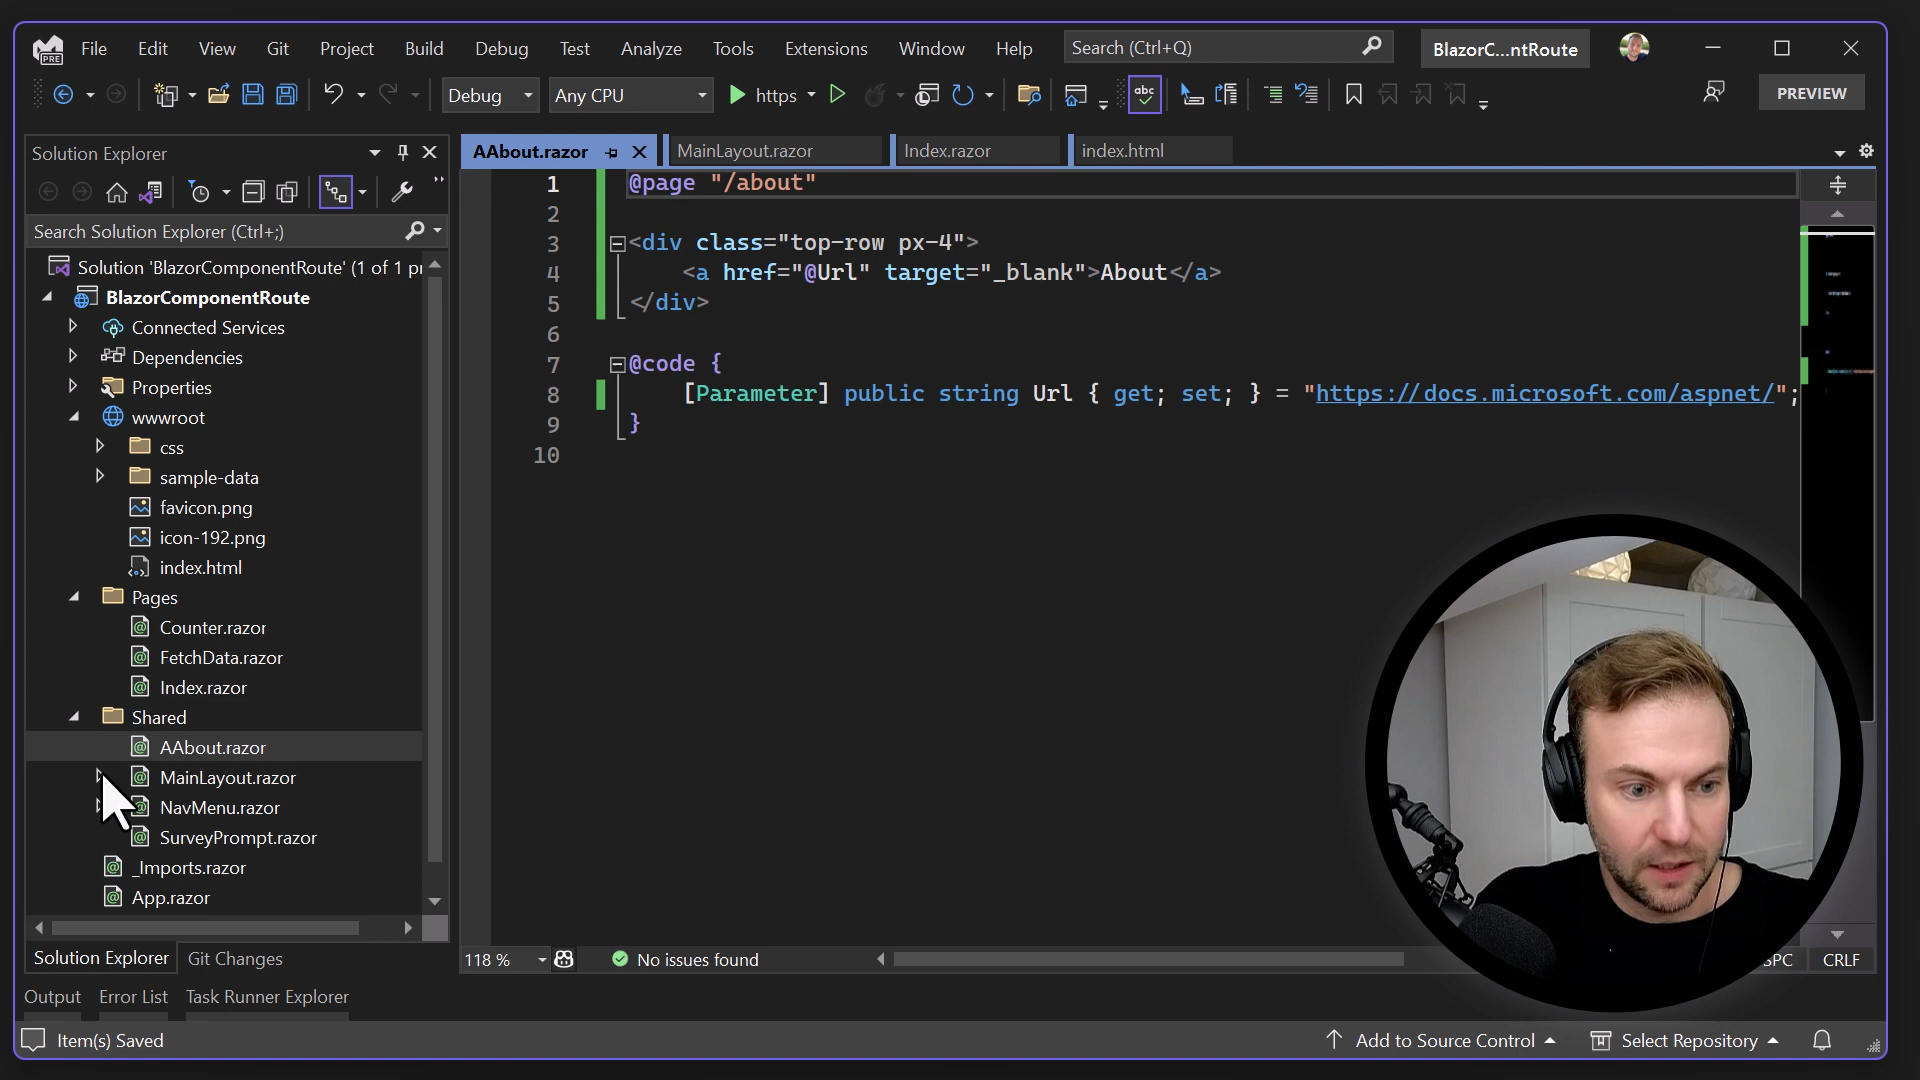 File Edit View Git Project Build Debug Test Analyze Tools Extensions Window Help Search (Ctrl+Q) BlazorC...ntRoute
PRE
Debug Any CPU https abc PREVIEW
Solution Explorer
Search Solution Explorer (Ctrl+;)
Solution 'BlazorComponentRoute' (1 of 1 pr
BlazorComponentRoute
Connected Services
Dependencies
Properties
wwwroot
css
sample-data
favicon.png
icon-192.png
index.html
Pages
Counter.razor
FetchData.razor
Index.razor
Shared
AAbout.razor
MainLayout.razor
NavMenu.razor
SurveyPrompt.razor
_Imports.razor
App.razor
Solution Explorer Git Changes
AAbout.razor MainLayout.razor Index.razor index.html
1 @page "/about"
2
3 <div class="top-row px-4">
4 <a href="@Url" target="_blank">About</a>
5 </div>
6
7 @code {
8 [Parameter] public string Url { get; set; } = "https://docs.microsoft.com/aspnet/";
9 }
10
118 % No issues found SPC CRLF
Output Error List Task Runner Explorer
Item(s) Saved Add to Source Control Select Repository